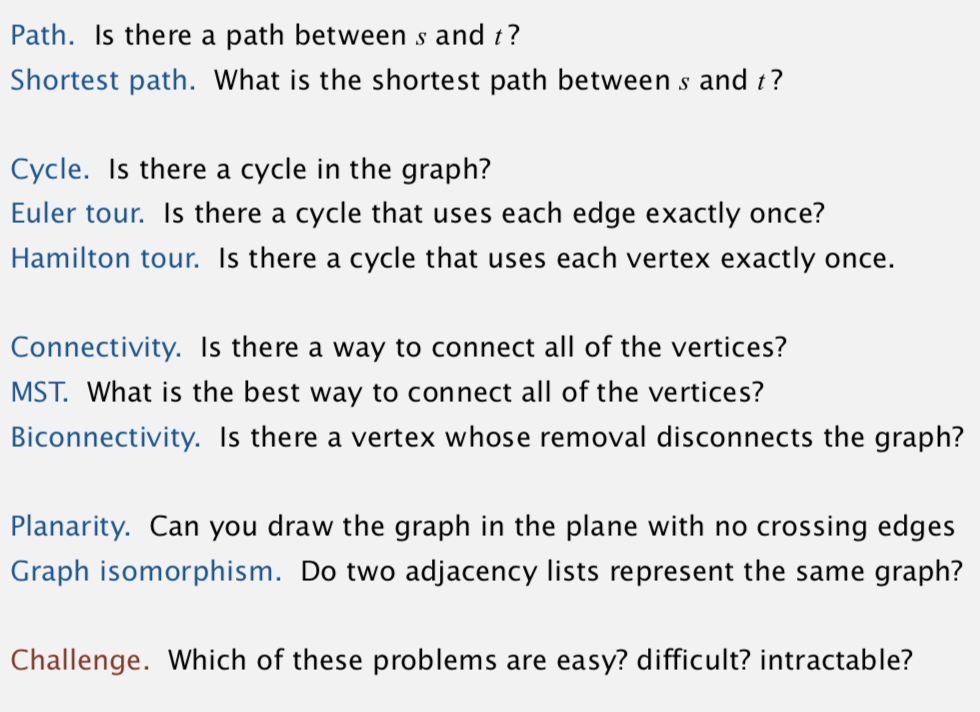 Path. Is there a path between s and t?
Shortest path. What is the shortest path between s and t?
Cycle. Is there a cycle in the graph?
Euler tour. Is there a cycle that uses each edge exactly once?
Hamilton tour. Is there a cycle that uses each vertex exactly once.
Connectivity. Is there a way to connect all of the vertices?
MST. What is the best way to connect all of the vertices?
Biconnectivity. Is there a vertex whose removal disconnects the graph?
Planarity. Can you draw the graph in the plane with no crossing edges
Graph isomorphism. Do two adjacency lists represent the same graph?
Challenge. Which of these problems are easy? difficult? intractable?